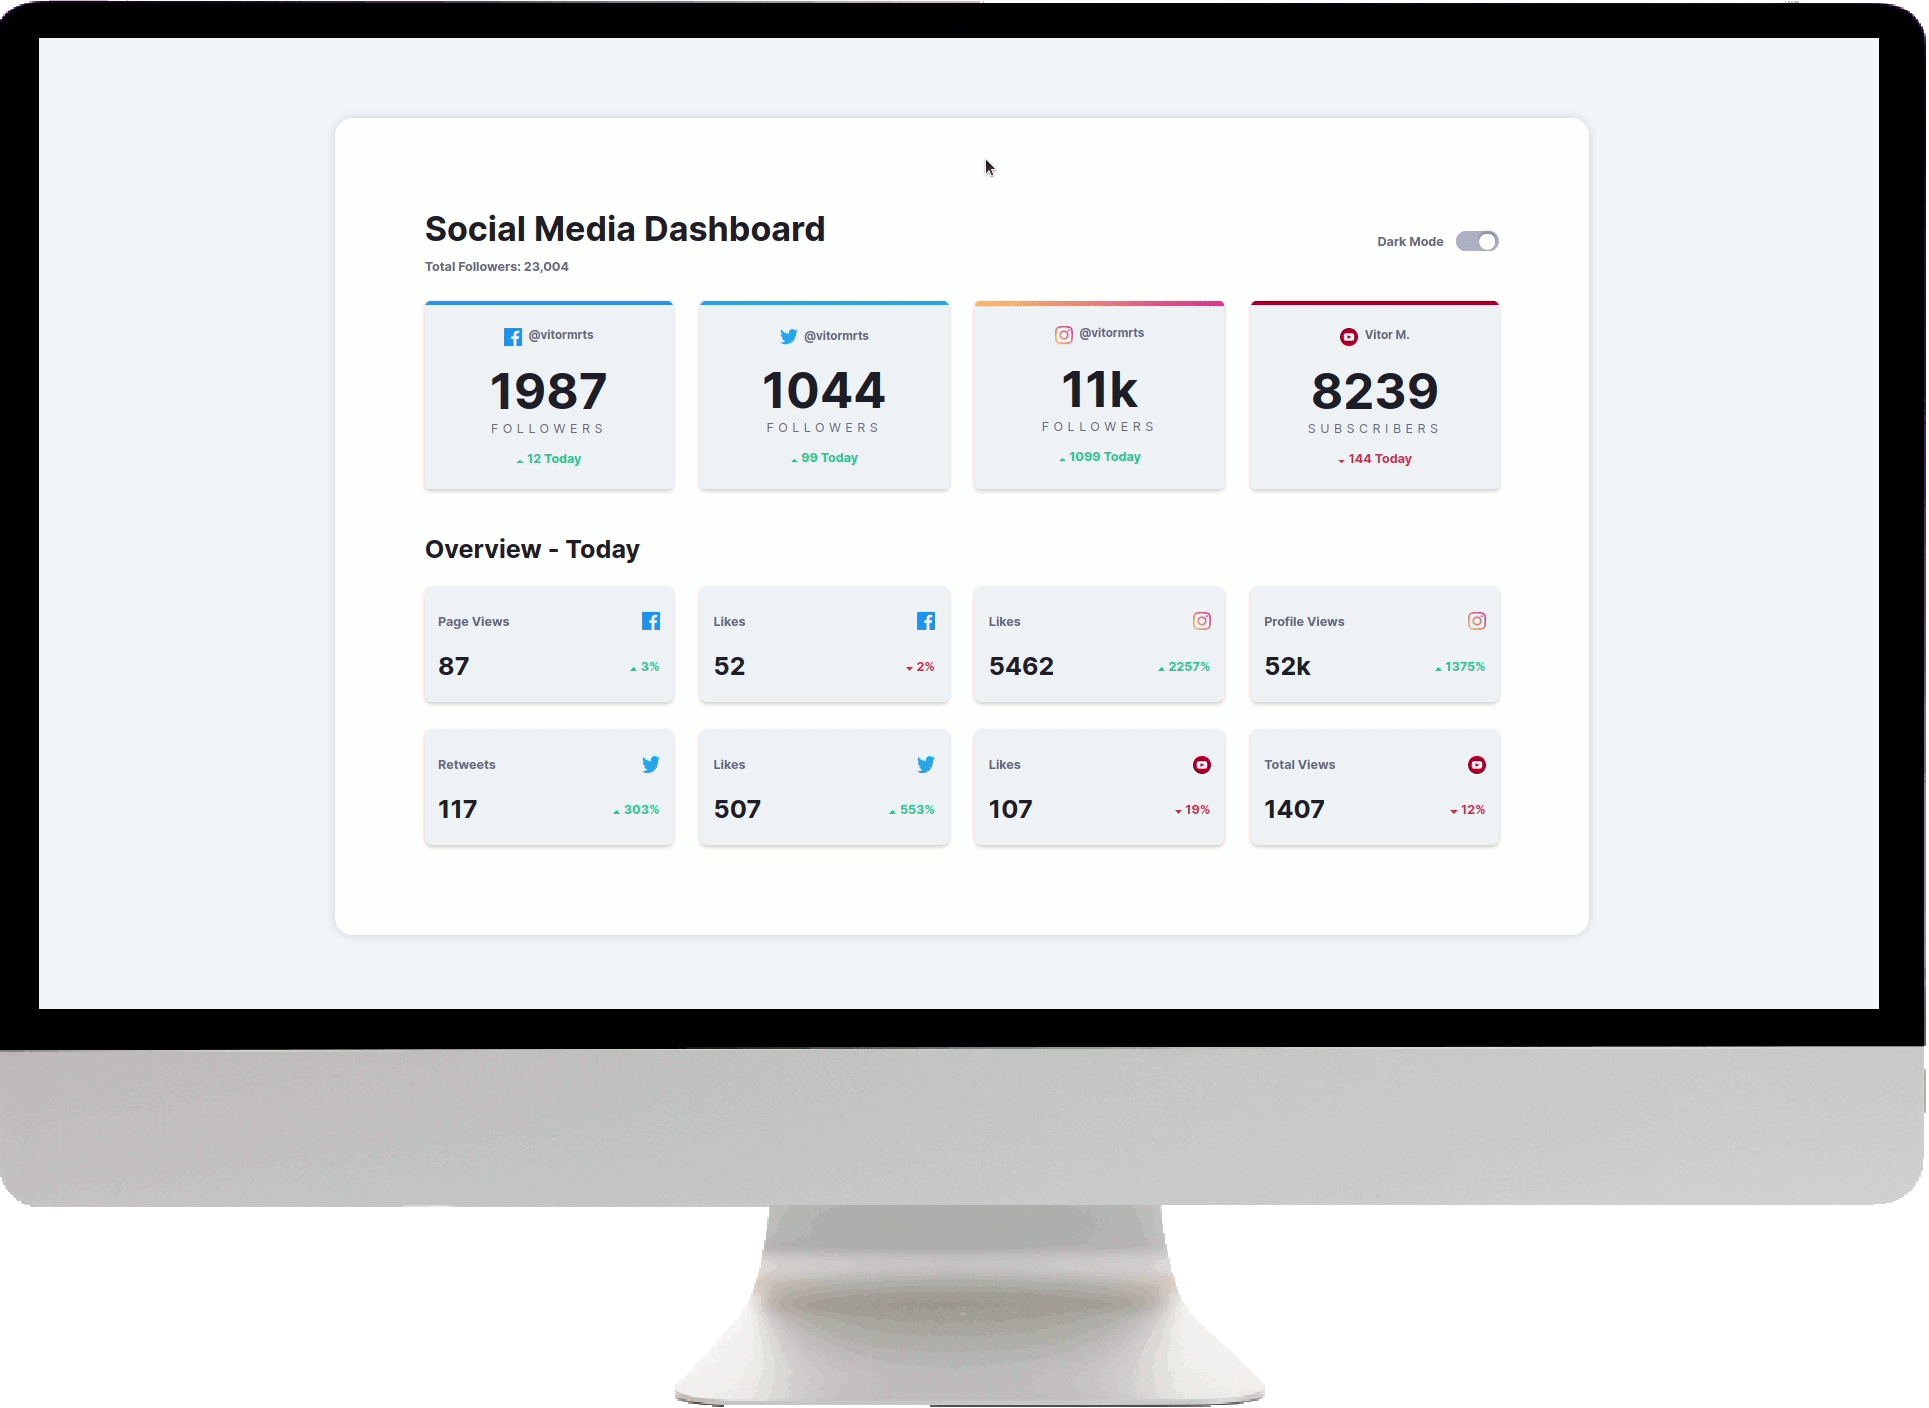 Social Media Dashboard
Dark Mode
Total Followers: 23,004
@vitormrts
1987
FOLLOWERS
12 Today
@vitormrts
1044
FOLLOWERS
99 Today
@vitormrts
11k
FOLLOWERS
1099 Today
Vitor M.
8239
SUBSCRIBERS
144 Today
Overview - Today
Page Views
87
3%
Likes
52
2%
Likes
5462
2257%
Profile Views
52k
1375%
Retweets
117
303%
Likes
507
553%
Likes
107
19%
Total Views
1407
12%